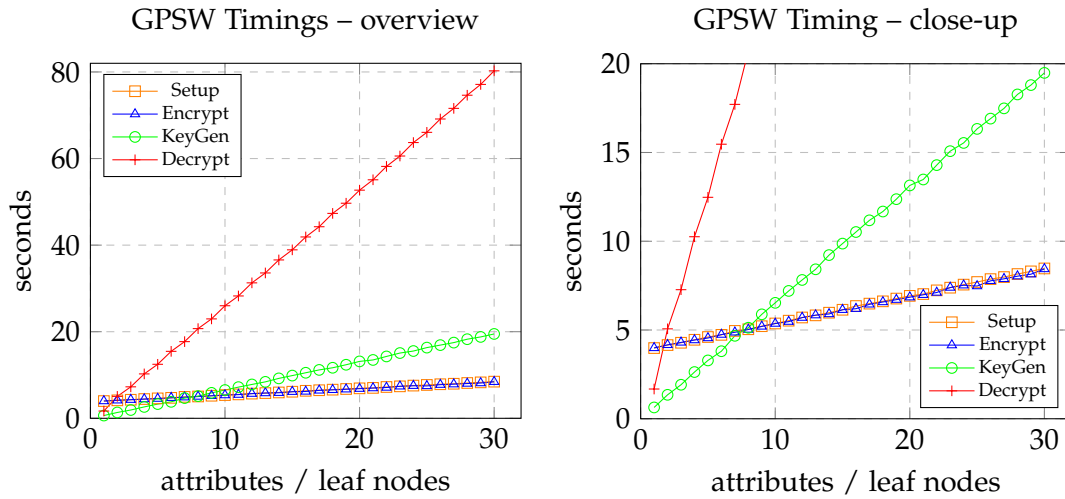 GPSW Timings – overview
80
60
40
20
0
0
10
20
30
seconds
attributes / leaf nodes
Setup
Encrypt
KeyGen
Decrypt
GPSW Timing – close-up
20
15
10
5
0
0
10
20
30
seconds
attributes / leaf nodes
Setup
Encrypt
KeyGen
Decrypt